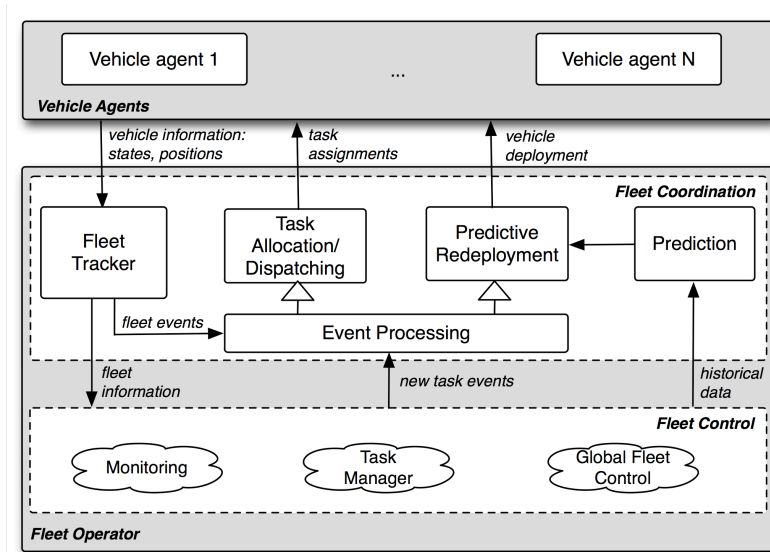 Vehicle agent 1
...
Vehicle agent N
Vehicle Agents
vehicle information:
states, positions
task
assignments
vehicle
deployment
Fleet Coordination
Fleet
Tracker
Task
Allocation/
Dispatching
Predictive
Redeployment
Prediction
fleet events
Event Processing
fleet
information
new task events
historical
data
Fleet Control
Monitoring
Task
Manager
Global Fleet
Control
Fleet Operator